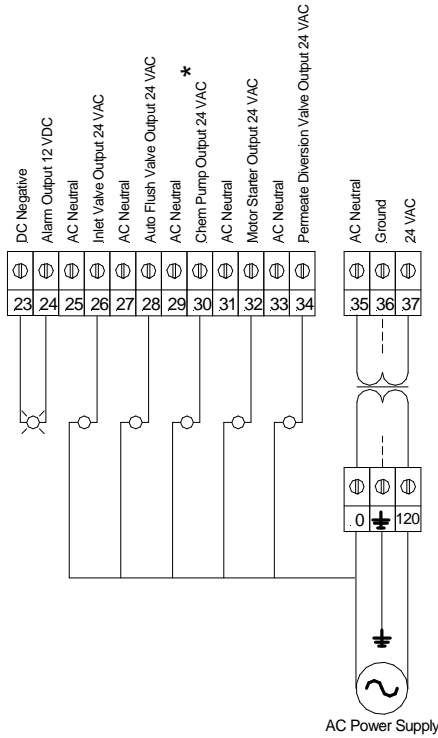 DC Negative
Alarm Output 12 VDC
AC Neutral
Inlet Valve Output 24 VAC
AC Neutral
Auto Flush Valve Output 24 VAC
AC Neutral
Chem Pump Output 24 VAC *
AC Neutral
Motor Starter Output 24 VAC
AC Neutral
Permeate Diversion Valve Output 24 VAC
AC Neutral
Ground
24 VAC
23 24 25 26 27 28 29 30 31 32 33 34
35 36 37
0 120
AC Power Supply